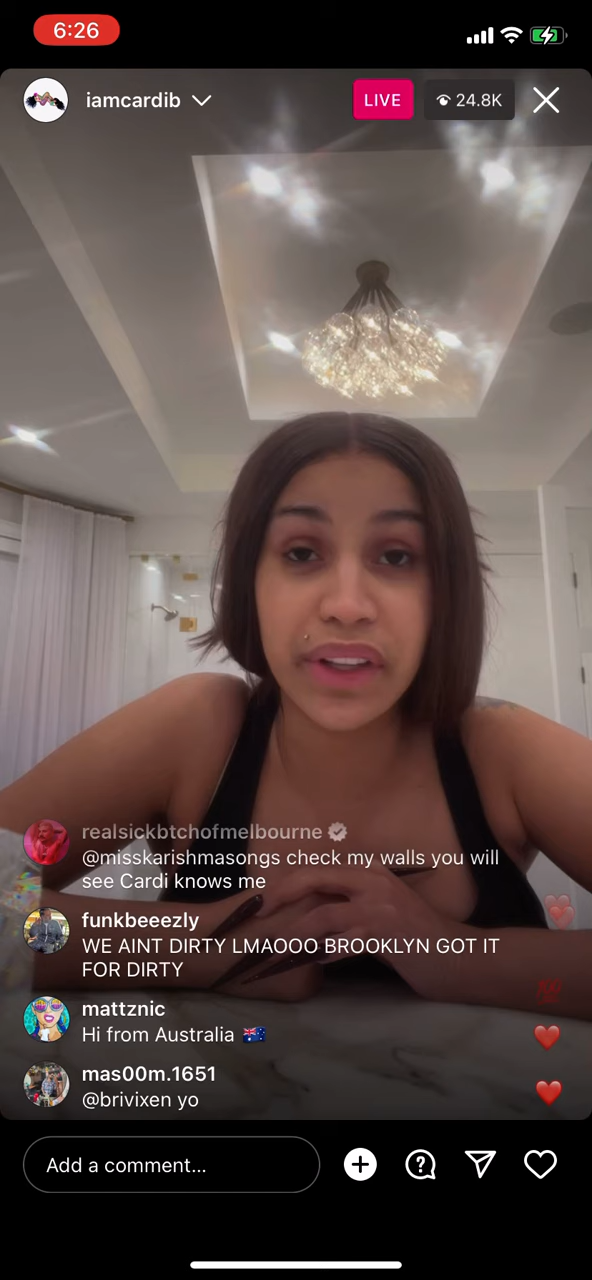 6:26
iamcardib
LIVE
24.8K
realsickbtchofmelbourne
@misskarishmasongs check my walls you will
see Cardi knows me
funkbeeezly
WE AINT DIRTY LMAOOO BROOKLYN GOT IT
FOR DIRTY
mattznic
Hi from Australia 🇦🇺
mas00m.1651
@brivixen yo
Add a comment...